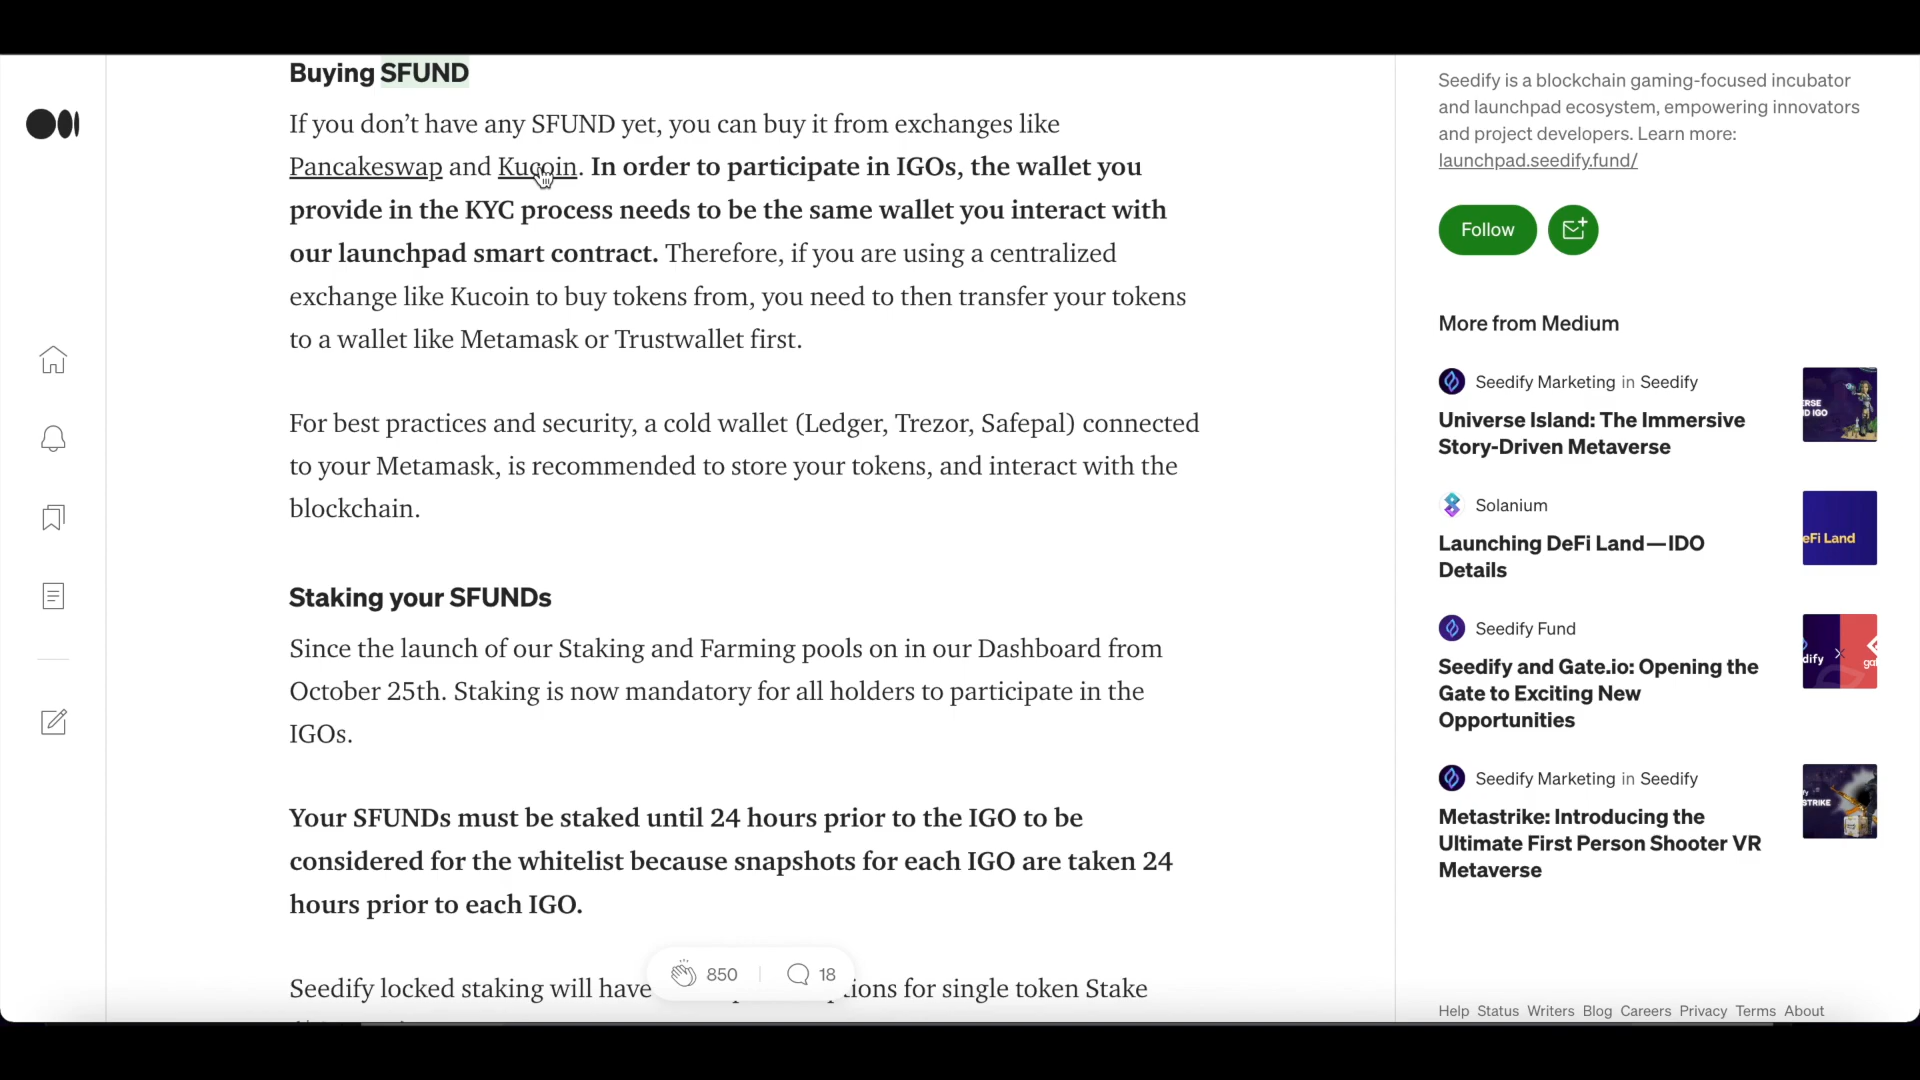 Buying SFUND
If you don’t have any SFUND yet, you can buy it from exchanges like
Pancakeswap and Kucoin. In order to participate in IGOs, the wallet you
provide in the KYC process needs to be the same wallet you interact with
our launchpad smart contract. Therefore, if you are using a centralized
exchange like Kucoin to buy tokens from, you need to then transfer your tokens
to a wallet like Metamask or Trustwallet first.
For best practices and security, a cold wallet (Ledger, Trezor, Safepal) connected
to your Metamask, is recommended to store your tokens, and interact with the
blockchain.
Staking your SFUNDs
Since the launch of our Staking and Farming pools on in our Dashboard from
October 25th. Staking is now mandatory for all holders to participate in the
IGOs.
Your SFUNDs must be staked until 24 hours prior to the IGO to be
considered for the whitelist because snapshots for each IGO are taken 24
hours prior to each IGO.
850
18
Seedify locked staking will have for single token Stake
Seedify is a blockchain gaming-focused incubator
and launchpad ecosystem, empowering innovators
and project developers. Learn more:
launchpad.seedify.fund/
Follow
More from Medium
Seedify Marketing in Seedify
Universe Island: The Immersive
Story-Driven Metaverse
RSE
D IGO
Solanium
Launching DeFi Land—IDO
Details
eFi Land
Seedify Fund
Seedify and Gate.io: Opening the
Gate to Exciting New
Opportunities
dify
ga
Seedify Marketing in Seedify
Metastrike: Introducing the
Ultimate First Person Shooter VR
Metaverse
STRIKE
Help Status Writers Blog Careers Privacy Terms About